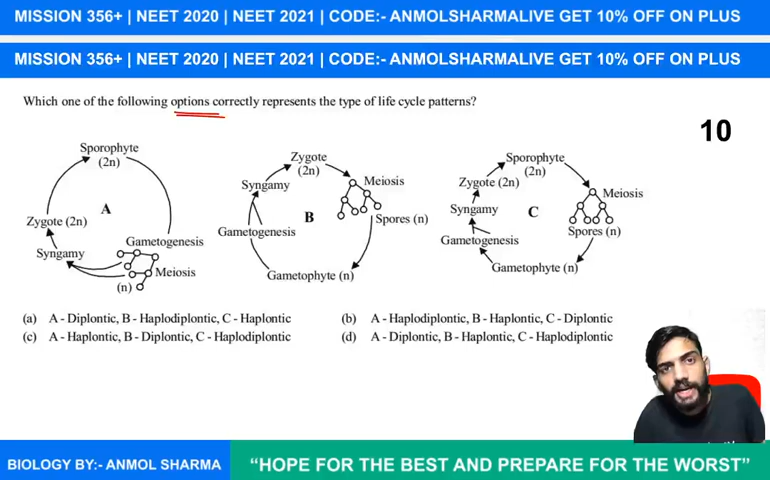 MISSION 356+ | NEET 2020 | NEET 2021 | CODE:- ANMOLSHARMALIVE GET 10% OFF ON PLUS
MISSION 356+ | NEET 2020 | NEET 2021 | CODE:- ANMOLSHARMALIVE GET 10% OFF ON PLUS
Which one of the following options correctly represents the type of life cycle patterns?
10
Sporophyte
(2n)
A
Zygote (2n)
Gametogenesis
Syngamy
Meiosis
(n)
Zygote
(2n)
Syngamy
Meiosis
B
Spores (n)
Gametogenesis
Gametophyte (n)
Sporophyte
(2n)
Zygote (2n)
Meiosis
Syngamy
C
Spores (n)
Gametogenesis
Gametophyte (n)
(a) A - Diplontic, B - Haplodiplontic, C - Haplontic
(b) A - Haplodiplontic, B - Haplontic, C - Diplontic
(c) A - Haplontic, B - Diplontic, C - Haplodiplontic
(d) A - Diplontic, B - Haplontic, C - Haplodiplontic
BIOLOGY BY:- ANMOL SHARMA
“HOPE FOR THE BEST AND PREPARE FOR THE WORST”